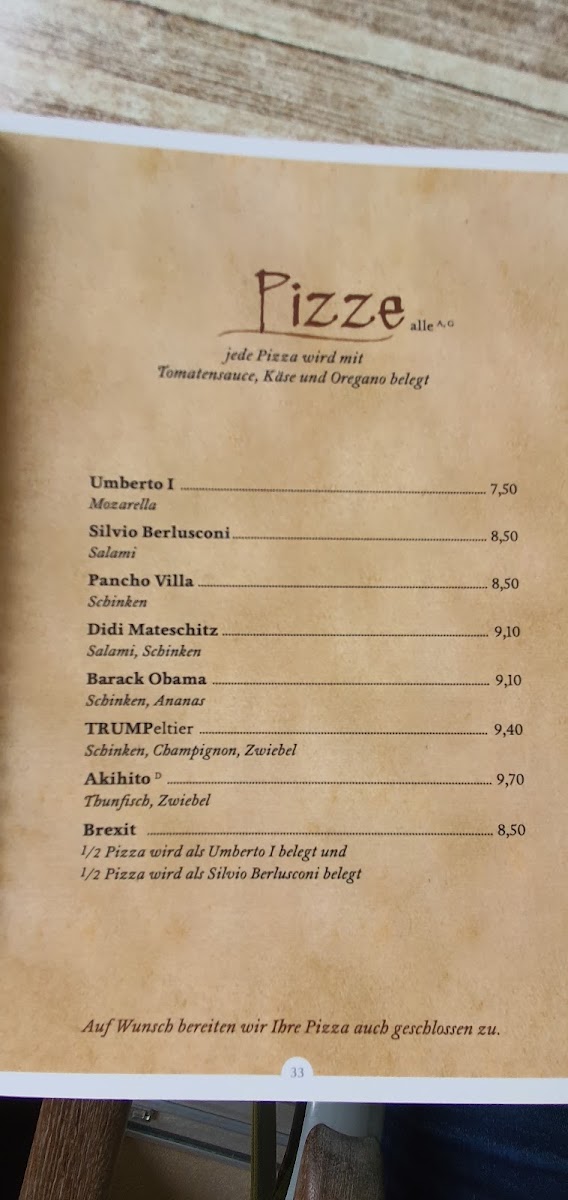 Pizze alle A, G
jede Pizza wird mit
Tomatensauce, Käse und Oregano belegt
Umberto I 7,50
Mozarella
Silvio Berlusconi 8,50
Salami
Pancho Villa 8,50
Schinken
Didi Mateschitz 9,10
Salami, Schinken
Barack Obama 9,10
Schinken, Ananas
TRUMPeltier 9,40
Schinken, Champignon, Zwiebel
Akihito D 9,70
Thunfisch, Zwiebel
Brexit 8,50
1/2 Pizza wird als Umberto I belegt und
1/2 Pizza wird als Silvio Berlusconi belegt
Auf Wunsch bereiten wir Ihre Pizza auch geschlossen zu.
33